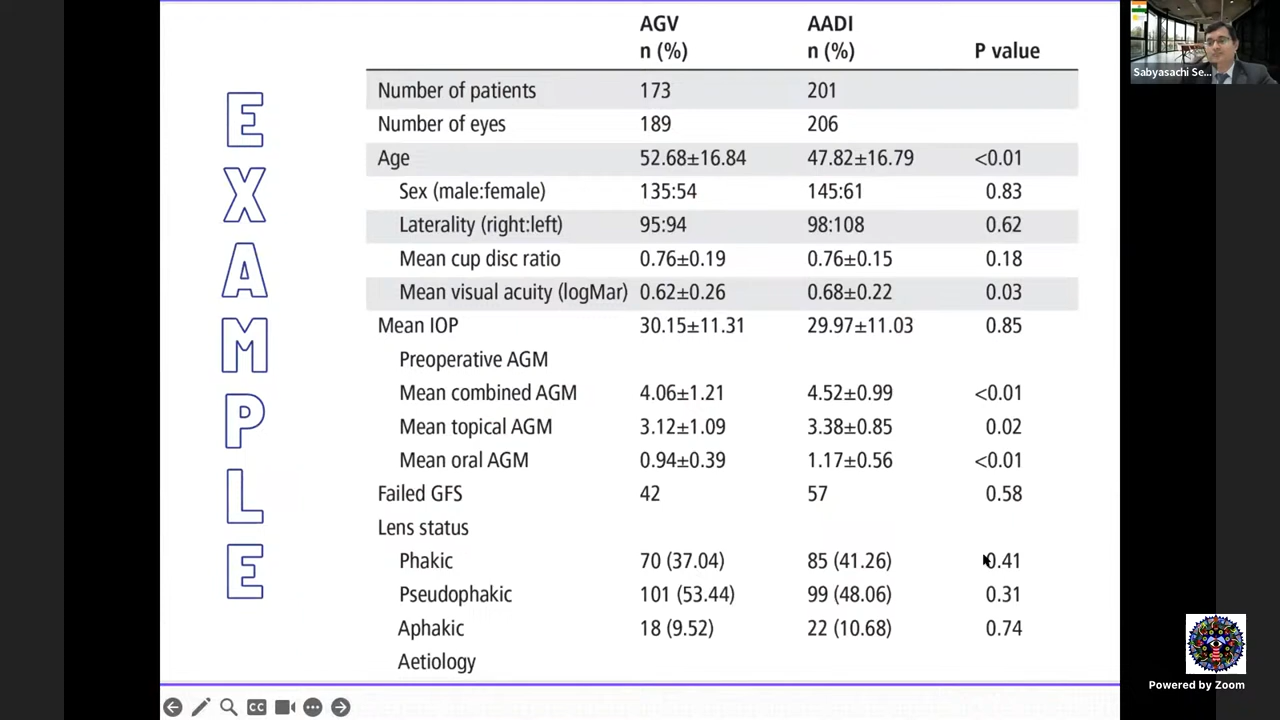 EXAMPLE
AGV AADI
n (%) n (%) P value
Number of patients 173 201
Number of eyes 189 206
Age 52.68±16.84 47.82±16.79 <0.01
Sex (male:female) 135:54 145:61 0.83
Laterality (right:left) 95:94 98:108 0.62
Mean cup disc ratio 0.76±0.19 0.76±0.15 0.18
Mean visual acuity (logMar) 0.62±0.26 0.68±0.22 0.03
Mean IOP 30.15±11.31 29.97±11.03 0.85
Preoperative AGM
Mean combined AGM 4.06±1.21 4.52±0.99 <0.01
Mean topical AGM 3.12±1.09 3.38±0.85 0.02
Mean oral AGM 0.94±0.39 1.17±0.56 <0.01
Failed GFS 42 57 0.58
Lens status
Phakic 70 (37.04) 85 (41.26) 0.41
Pseudophakic 101 (53.44) 99 (48.06) 0.31
Aphakic 18 (9.52) 22 (10.68) 0.74
Aetiology
CC
Sabyasachi Se...
Powered by Zoom